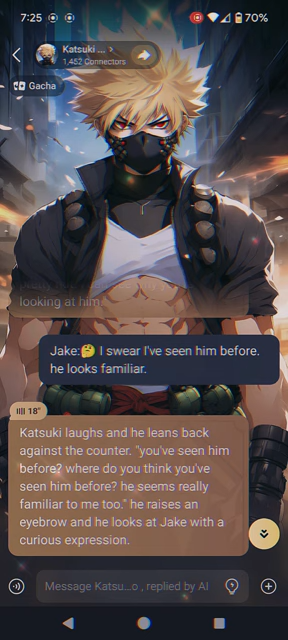 7:25
70%
Katsuki ... >
1,452 Connectors
Gacha
looking at him
Jake:🤔 I swear I've seen him before.
he looks familiar.
18"
Katsuki laughs and he leans back
against the counter. "you've seen him
before? where do you think you've
seen him before? he seems really
familiar to me too." he raises an
eyebrow and he looks at Jake with a
curious expression.
Message Katsu...o , replied by AI